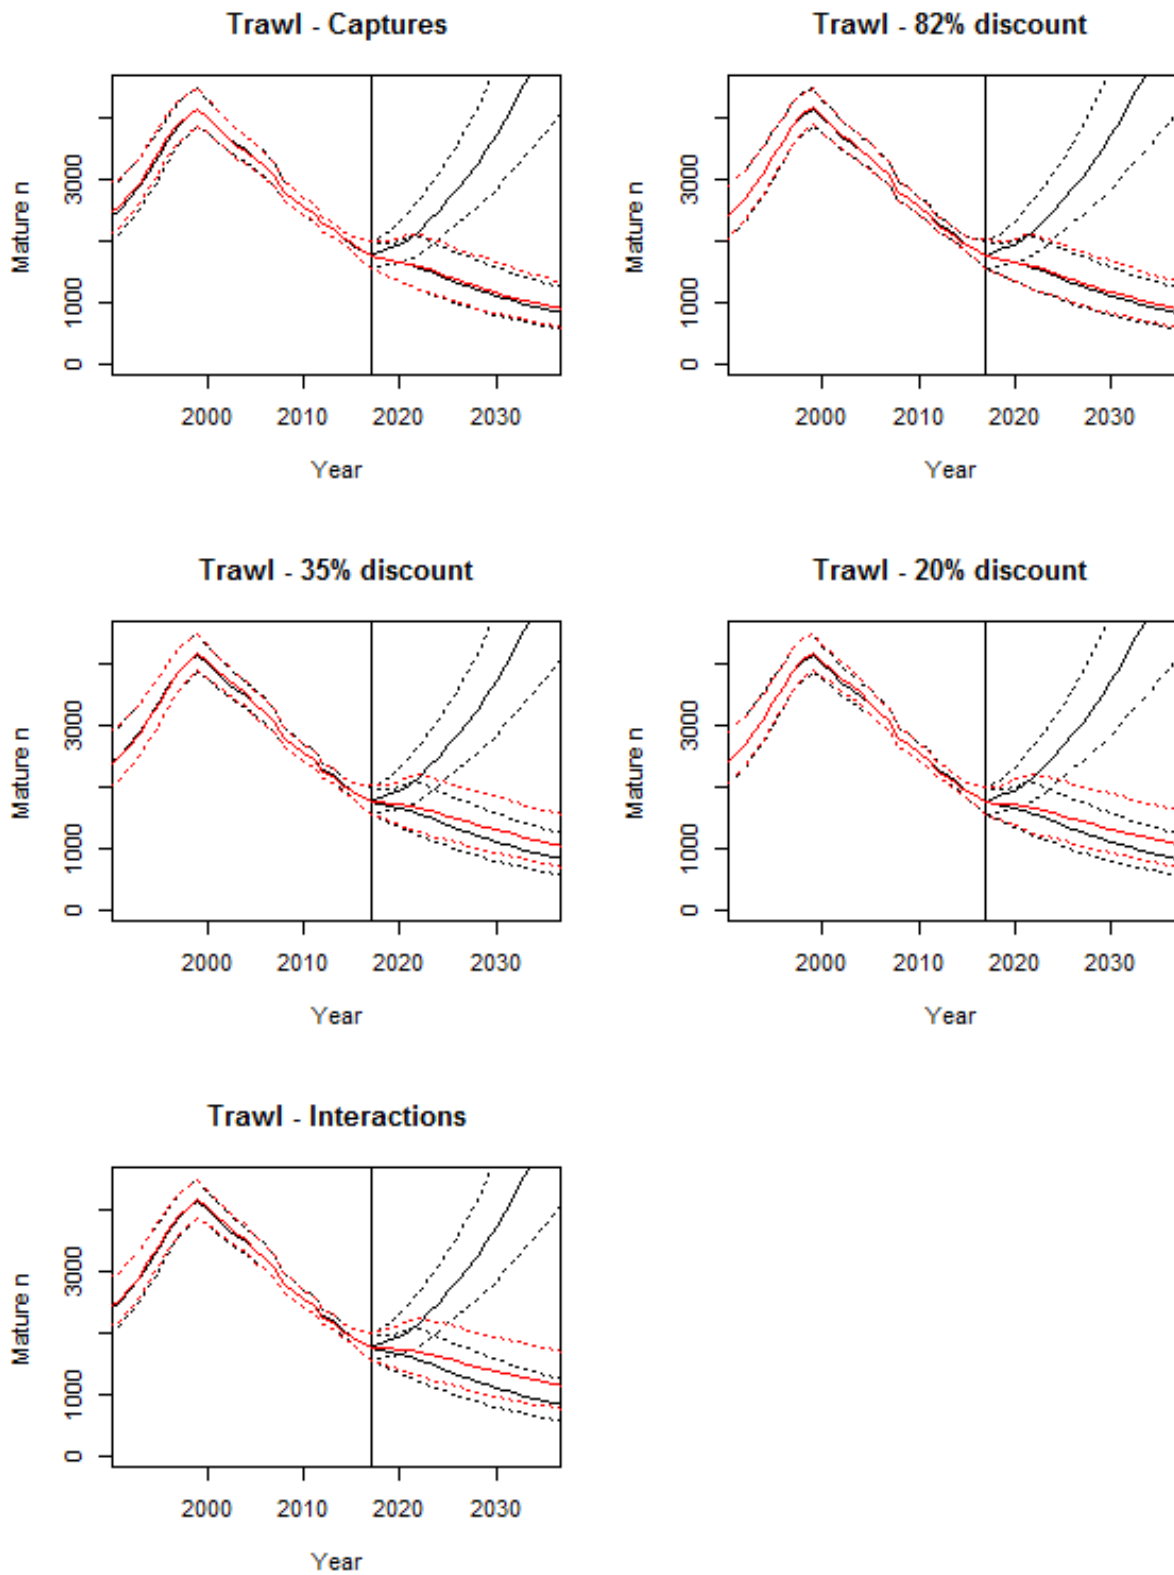 Trawl - Captures
Mature n
3000
1000
0
2000 2010 2020 2030
Year
Trawl - 82% discount
Mature n
3000
1000
0
2000 2010 2020 2030
Year
Trawl - 35% discount
Mature n
3000
1000
0
2000 2010 2020 2030
Year
Trawl - 20% discount
Mature n
3000
1000
0
2000 2010 2020 2030
Year
Trawl - Interactions
Mature n
3000
1000
0
2000 2010 2020 2030
Year